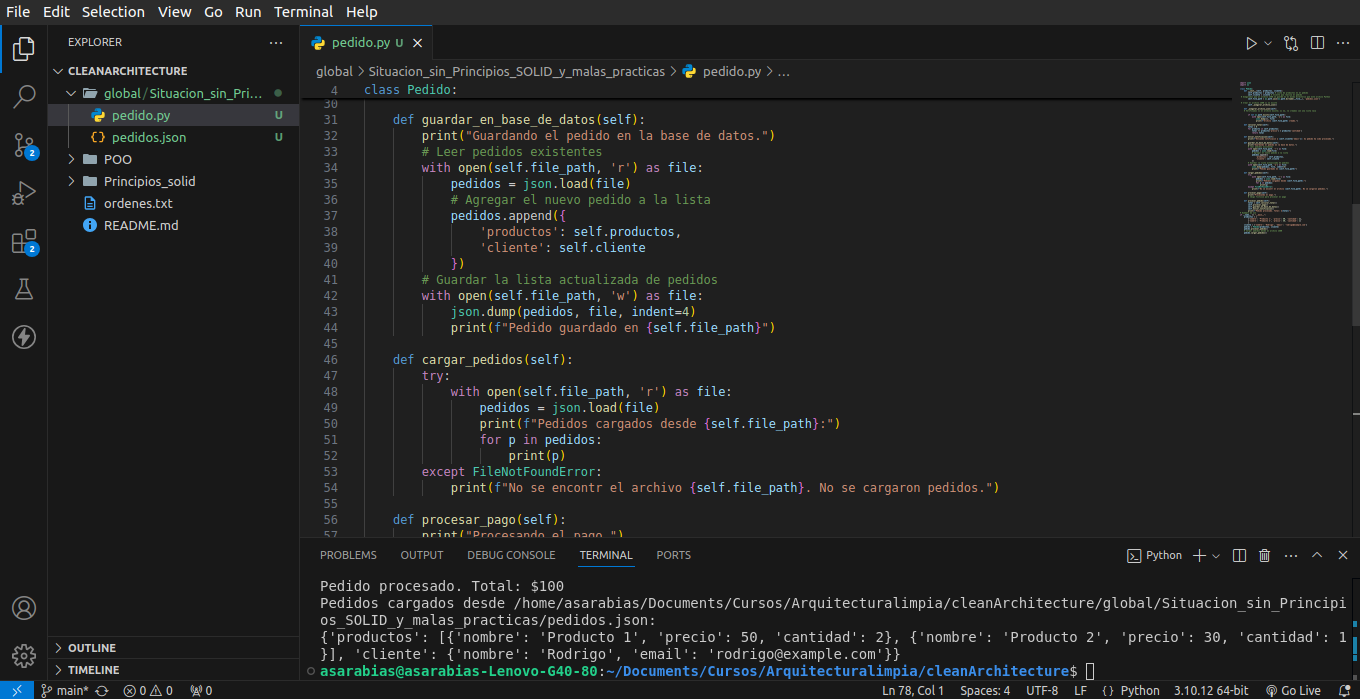 File Edit Selection View Go Run Terminal Help
EXPLORER ...
CLEANARCHITECTURE
global/Situacion_sin_Pri...
pedido.py U
pedidos.json U
POO
Principios_solid
ordenes.txt
README.md
OUTLINE
TIMELINE
2
2
pedido.py U
global > Situacion_sin_Principios_SOLID_y_malas_practicas > pedido.py > ...
4 class Pedido:
30
31 def guardar_en_base_de_datos(self):
32 print("Guardando el pedido en la base de datos.")
33 # Leer pedidos existentes
34 with open(self.file_path, 'r') as file:
35 pedidos = json.load(file)
36 # Agregar el nuevo pedido a la lista
37 pedidos.append({
38 'productos': self.productos,
39 'cliente': self.cliente
40 })
41 # Guardar la lista actualizada de pedidos
42 with open(self.file_path, 'w') as file:
43 json.dump(pedidos, file, indent=4)
44 print(f"Pedido guardado en {self.file_path}")
45
46 def cargar_pedidos(self):
47 try:
48 with open(self.file_path, 'r') as file:
49 pedidos = json.load(file)
50 print(f"Pedidos cargados desde {self.file_path}:")
51 for p in pedidos:
52 print(p)
53 except FileNotFoundError:
54 print(f"No se encontr el archivo {self.file_path}. No se cargaron pedidos.")
55
56 def procesar_pago(self):
57 print("Procesando el pago.")
PROBLEMS OUTPUT DEBUG CONSOLE TERMINAL PORTS
Python
Pedido procesado. Total: $100
Pedidos cargados desde /home/asarabias/Documents/Cursos/Arquitecturalimpia/cleanArchitecture/global/Situacion_sin_Principi
os_SOLID_y_malas_practicas/pedidos.json:
{'productos': [{'nombre': 'Producto 1', 'precio': 50, 'cantidad': 2}, {'nombre': 'Producto 2', 'precio': 30, 'cantidad': 1
}], 'cliente': {'nombre': 'Rodrigo', 'email': 'rodrigo@example.com'}}
asarabias@asarabias-Lenovo-G40-80:~/Documents/Cursos/Arquitecturalimpia/cleanArchitecture$
main* 0 0 0 Ln 78, Col 1 Spaces: 4 UTF-8 LF {} Python 3.10.12 64-bit Go Live